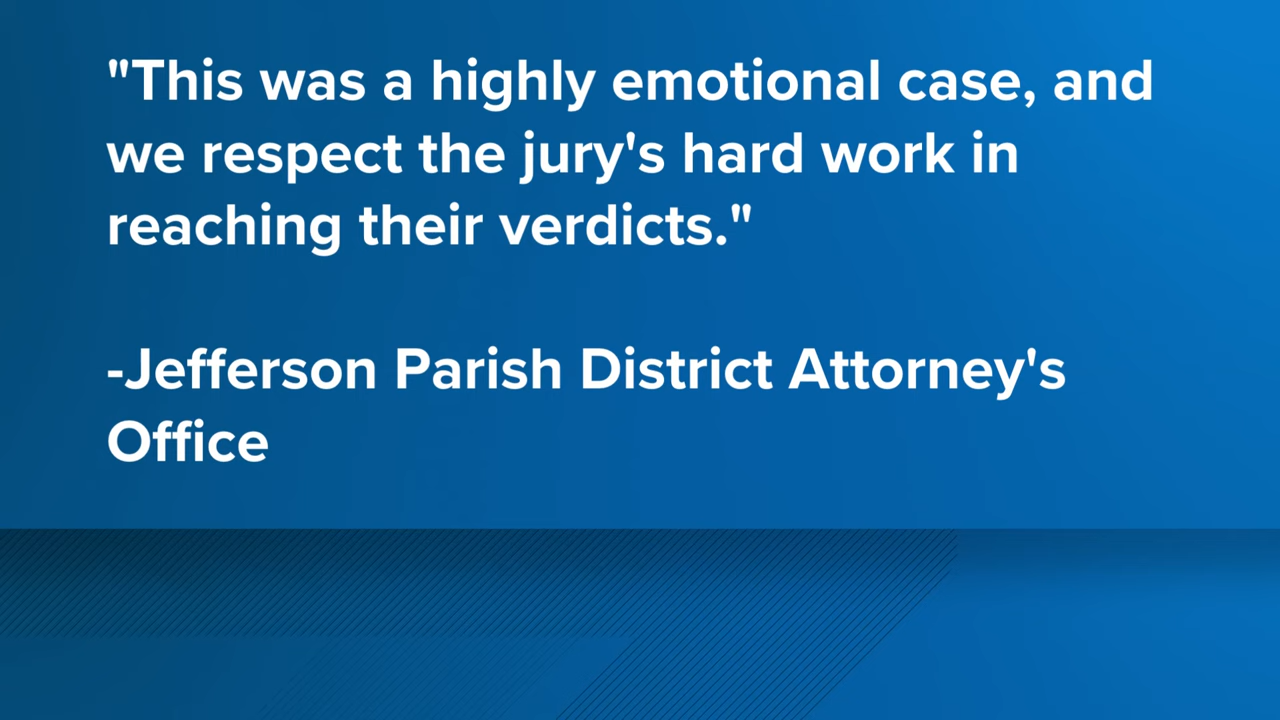 "This was a highly emotional case, and
we respect the jury's hard work in
reaching their verdicts."
-Jefferson Parish District Attorney's
Office